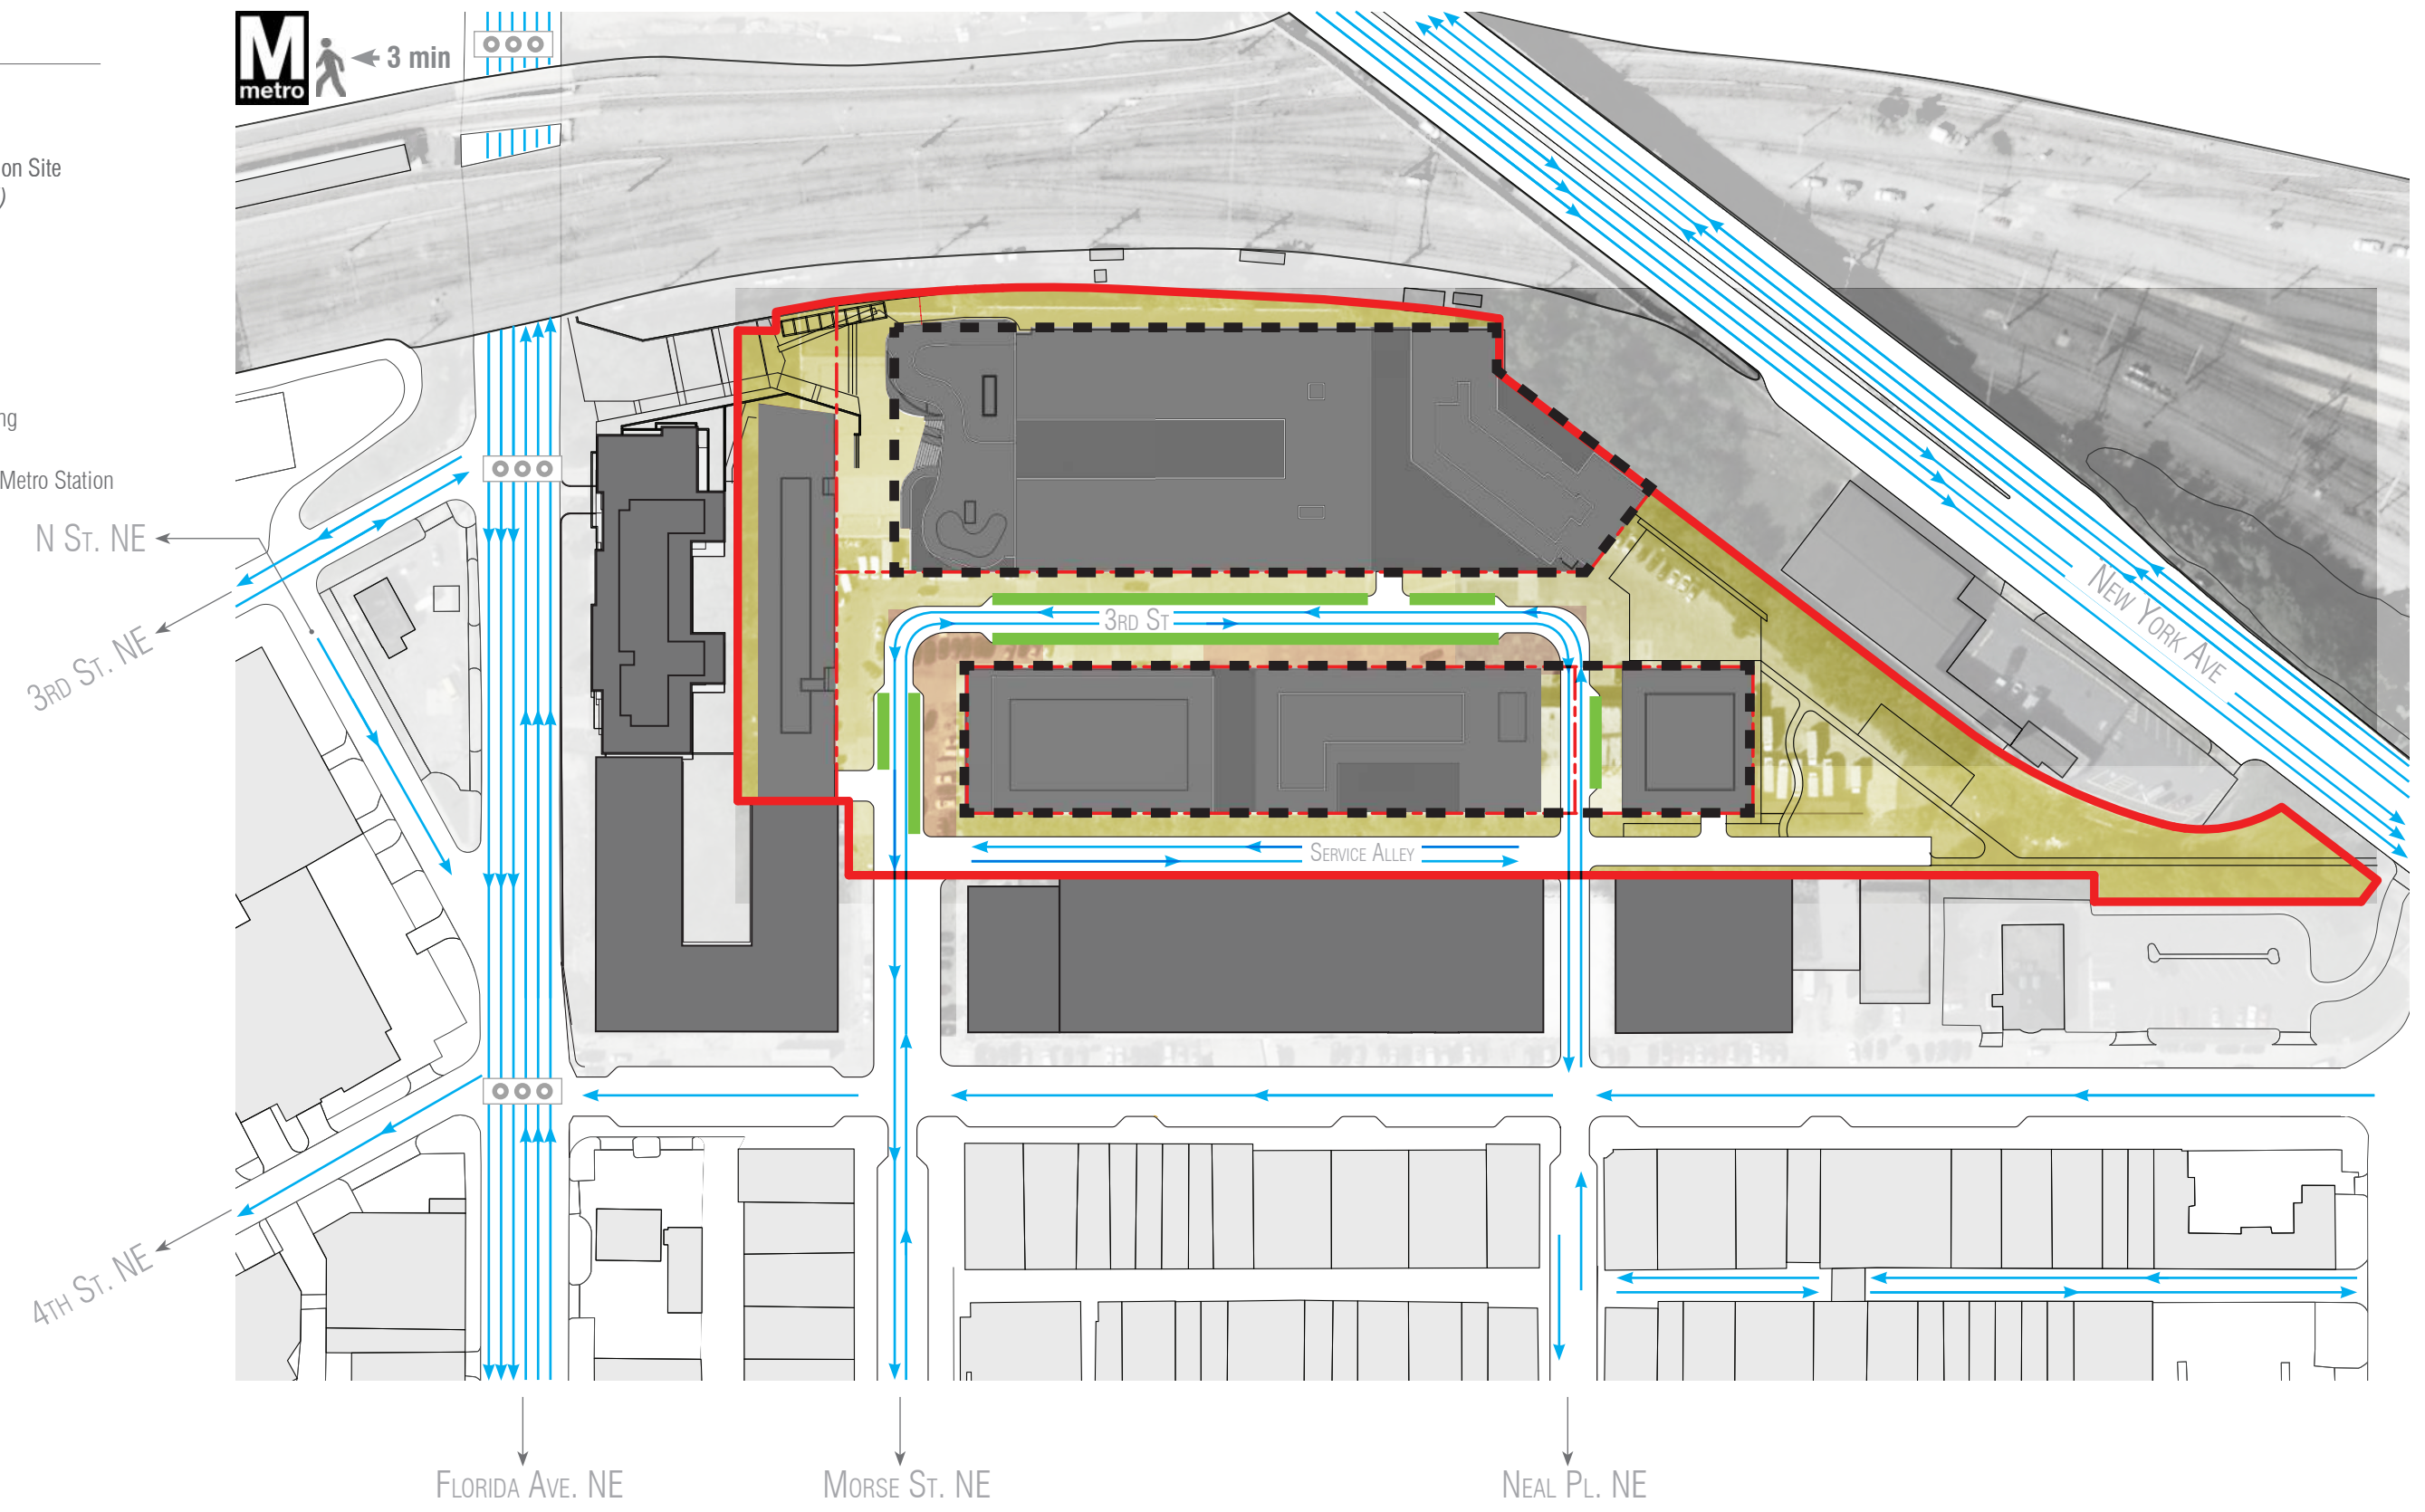 M
metro
3 min
on Site
)
ng
Metro Station
N St. NE
3rd St. NE
4th St. NE
3rd St
Service Alley
New York Ave
Florida Ave. NE
Morse St. NE
Neal Pl. NE